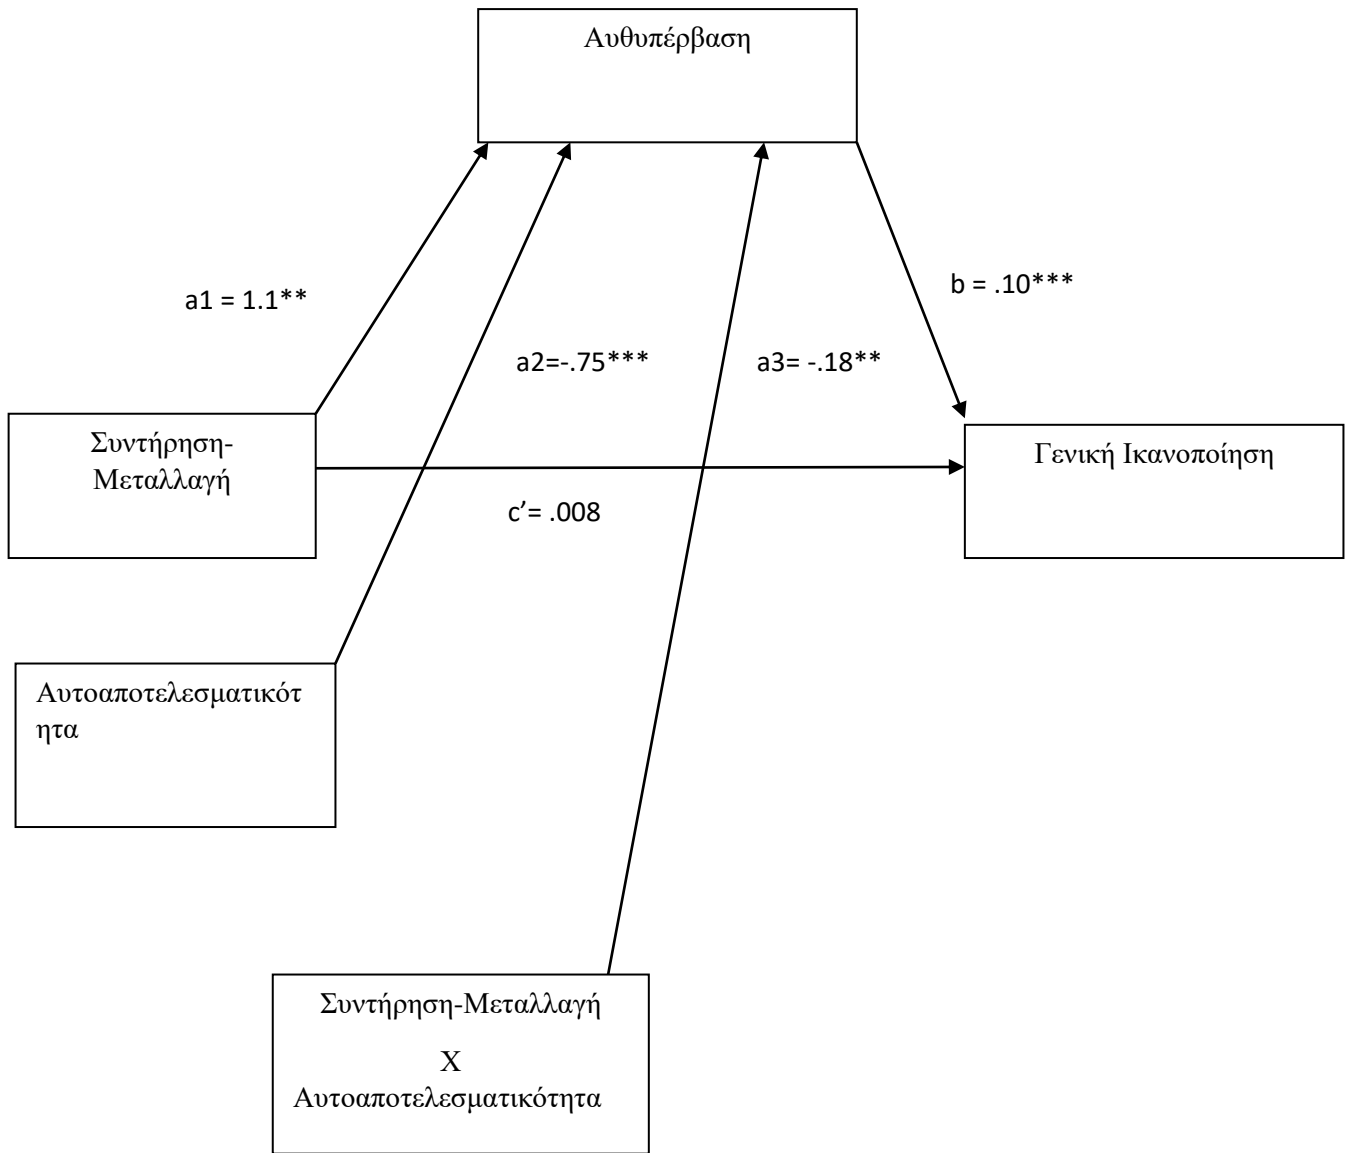 Αυθυπέρβαση
b = .10***
a1 = 1.1**
a2=-.75***
a3= -.18**
Συντήρηση-
Μεταλλαγή
Γενική Ικανοποίηση
c’= .008
Αυτοαποτελεσματικότ
ητα
Συντήρηση-Μεταλλαγή
Χ
Αυτοαποτελεσματικότητα